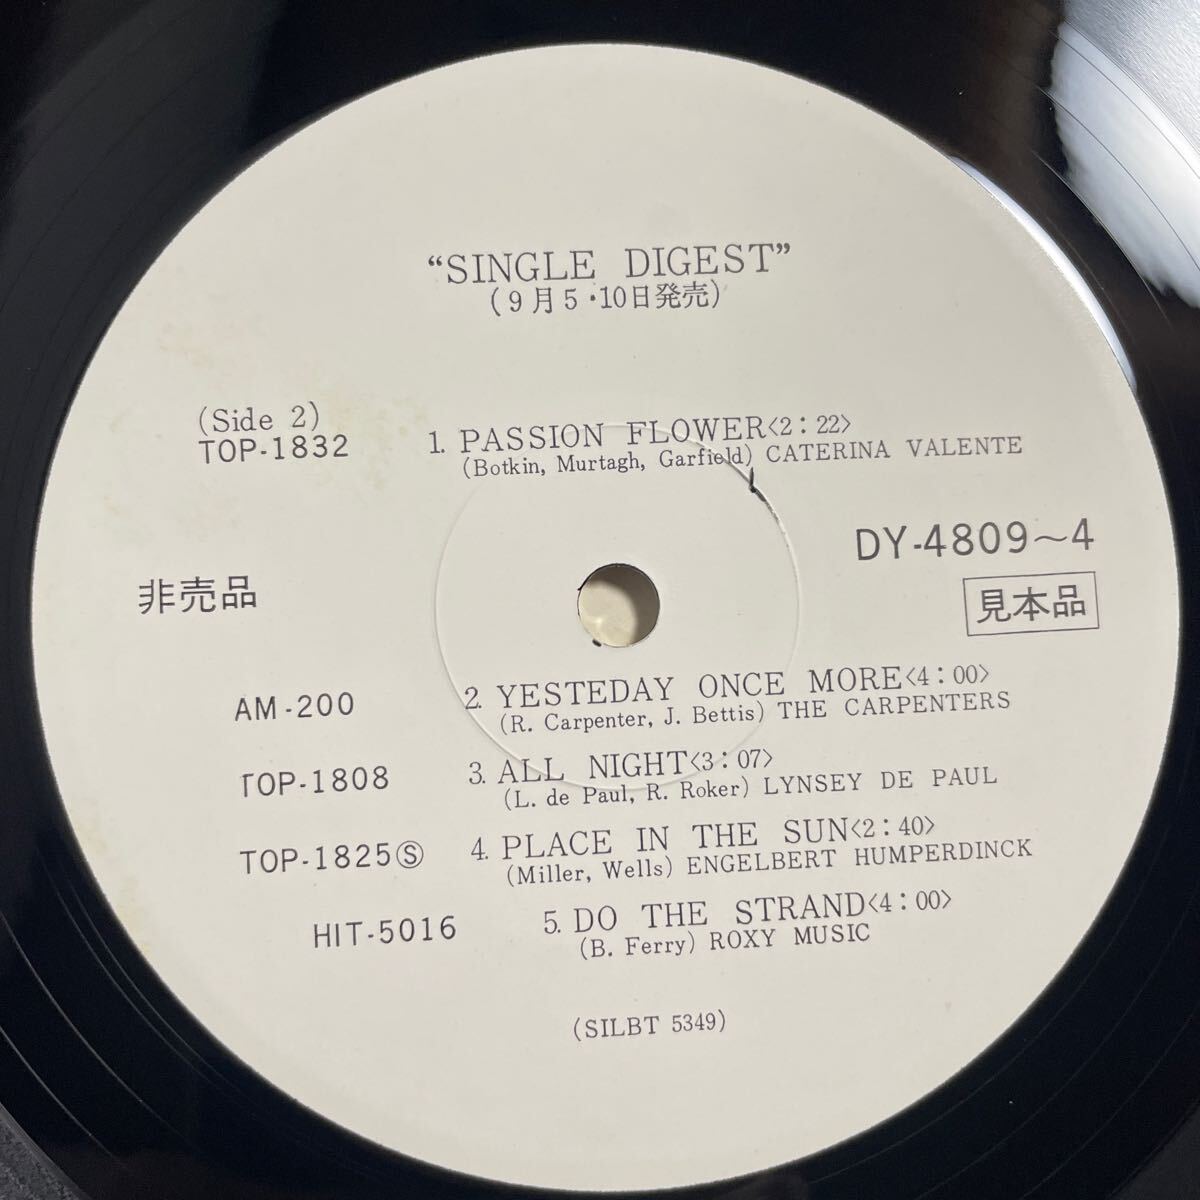 “SINGLE DIGEST”
(9月5・10日発売)
(Side 2)
TOP-1832 1. PASSION FLOWER<2:22>
(Botkin, Murtagh, Garfield) CATERINA VALENTE
DY-4809～4
非売品 見本品
AM-200 2. YESTEDAY ONCE MORE<4:00>
(R. Carpenter, J. Bettis) THE CARPENTERS
TOP-1808 3. ALL NIGHT<3:07>
(L. de Paul, R. Roker) LYNSEY DE PAUL
TOP-1825Ⓢ 4. PLACE IN THE SUN<2:40>
(Miller, Wells) ENGELBERT HUMPERDINCK
HIT-5016 5. DO THE STRAND<4:00>
(B. Ferry) ROXY MUSIC
(SILBT 5349)